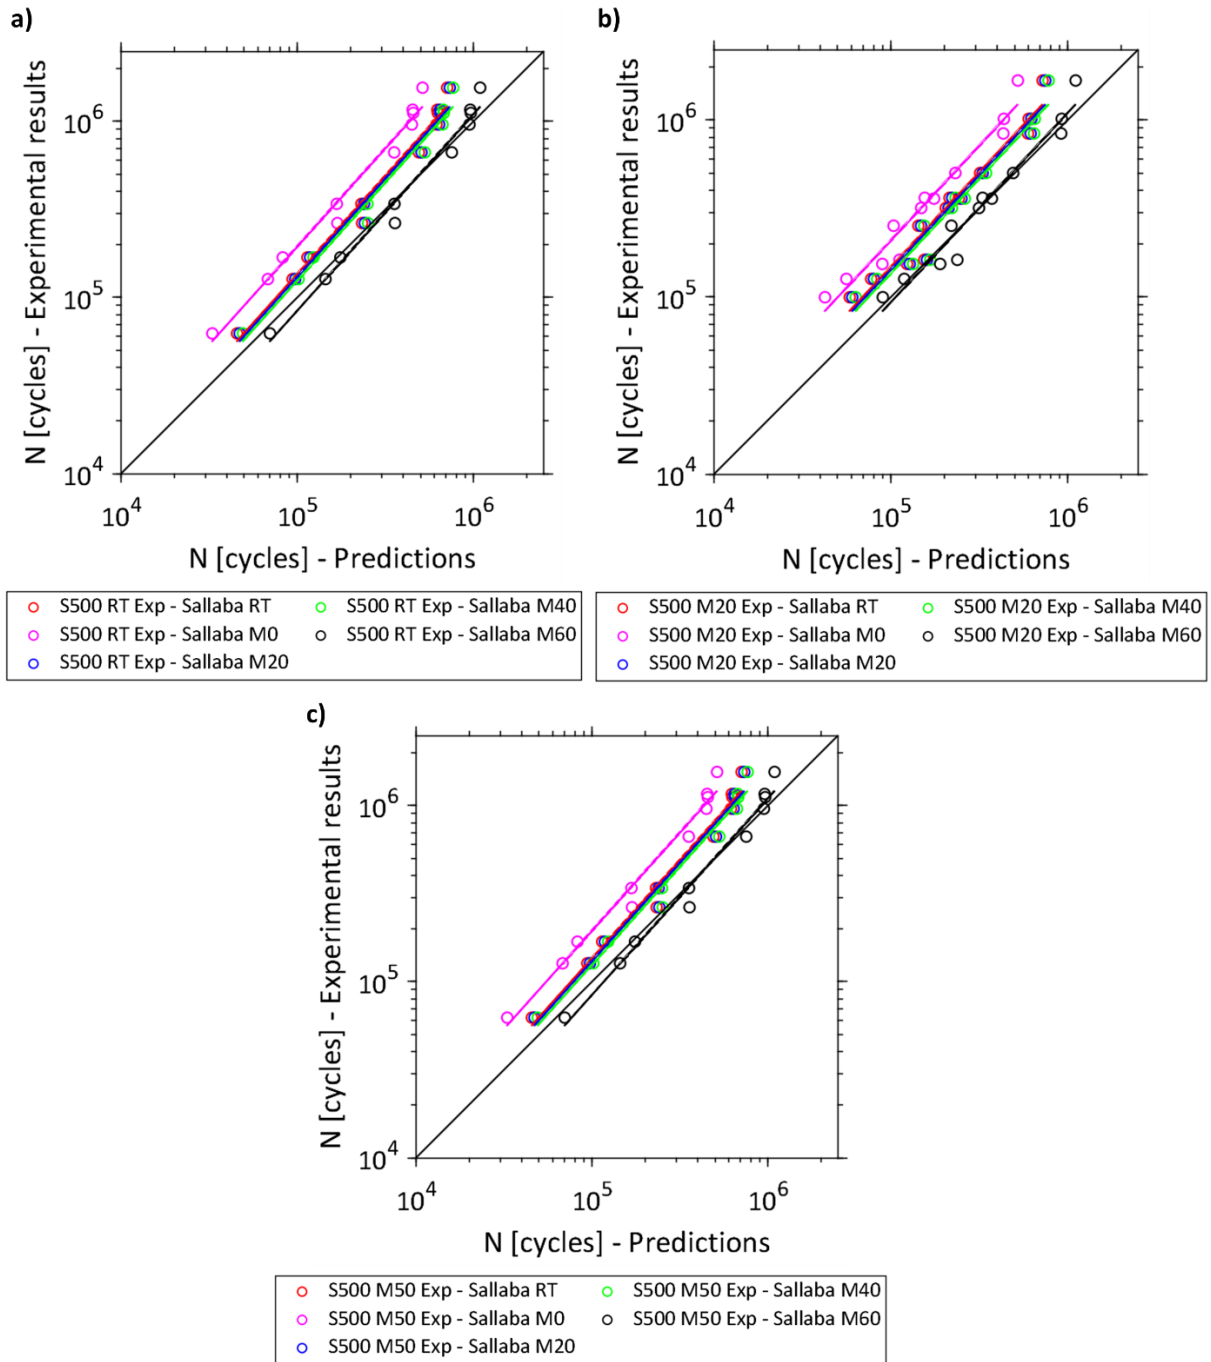 a)
N [cycles] - Experimental results
10^6
10^5
10^4
10^4 10^5 10^6
N [cycles] - Predictions
S500 RT Exp - Sallaba RT
S500 RT Exp - Sallaba M0
S500 RT Exp - Sallaba M20
S500 RT Exp - Sallaba M40
S500 RT Exp - Sallaba M60
b)
N [cycles] - Experimental results
10^6
10^5
10^4
10^4 10^5 10^6
N [cycles] - Predictions
S500 M20 Exp - Sallaba RT
S500 M20 Exp - Sallaba M0
S500 M20 Exp - Sallaba M20
S500 M20 Exp - Sallaba M40
S500 M20 Exp - Sallaba M60
c)
N [cycles] - Experimental results
10^6
10^5
10^4
10^4 10^5 10^6
N [cycles] - Predictions
S500 M50 Exp - Sallaba RT
S500 M50 Exp - Sallaba M0
S500 M50 Exp - Sallaba M20
S500 M50 Exp - Sallaba M40
S500 M50 Exp - Sallaba M60